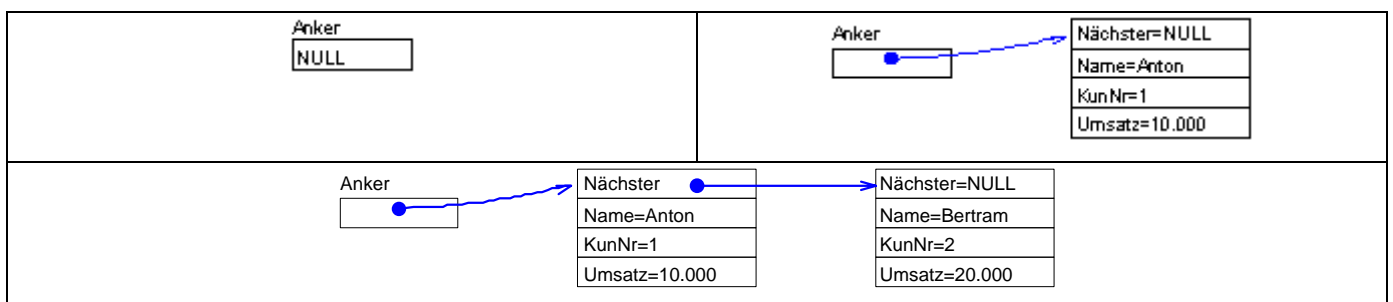 Anker
NULL
Anker
Nächster=NULL
Name=Anton
KunNr=1
Umsatz=10.000
Anker
Nächster
Name=Anton
KunNr=1
Umsatz=10.000
Nächster=NULL
Name=Bertram
KunNr=2
Umsatz=20.000